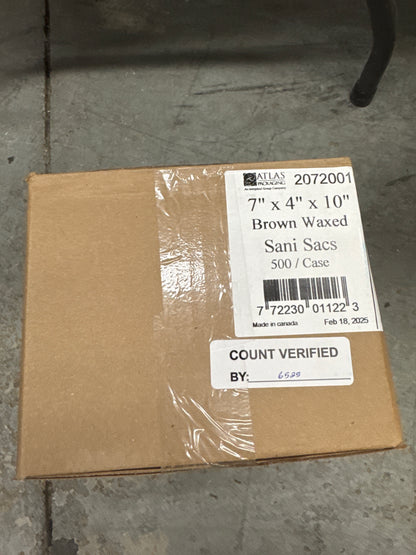 ATLAS 2072001
PACKAGING
7" x 4" x 10"
Brown Waxed
Sani Sacs
500 / Case
7 72230 01122 3
Made in canada Feb 18, 2025
COUNT VERIFIED
BY: 6525